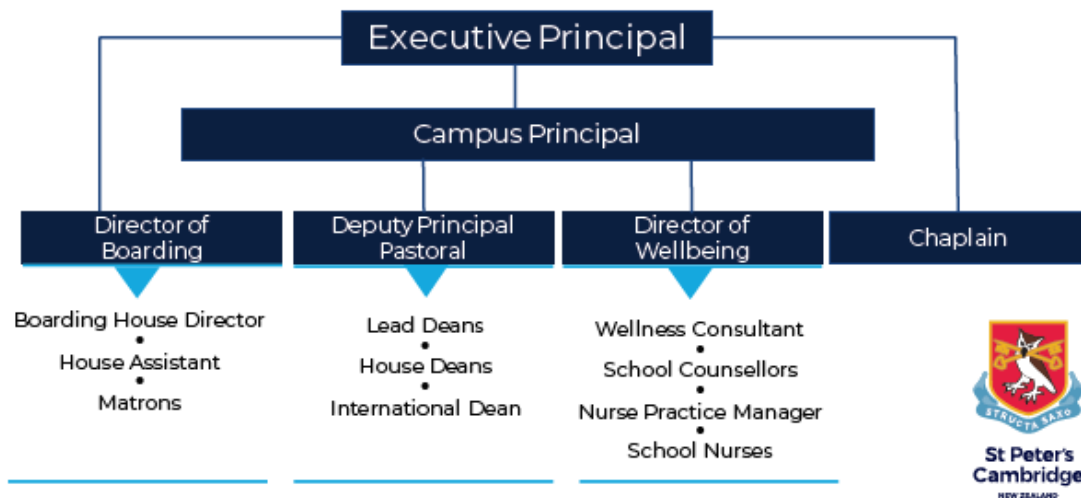 Executive Principal
Campus Principal
Director of
Boarding
Deputy Principal
Pastoral
Director of
Wellbeing
Chaplain
Boarding House Director
House Assistant
Matrons
Lead Deans
House Deans
International Dean
Wellness Consultant
School Counsellors
Nurse Practice Manager
School Nurses
STRUCTA SAXO
St Peter's
Cambridge
NEW ZEALAND